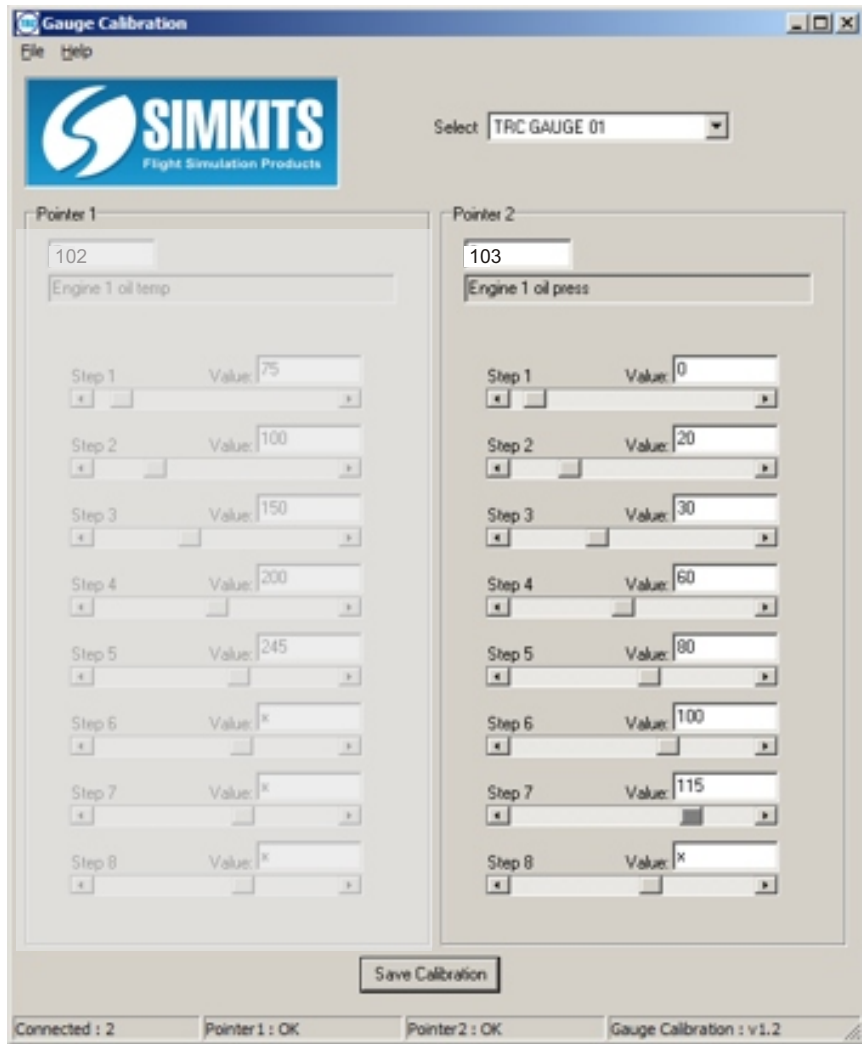 TRC Gauge Calibration
File Help
SIMKITS
Flight Simulation Products
Select TRC GAUGE 01
Pointer 1
102
Engine 1 oil temp
Step 1 Value: 75
Step 2 Value: 100
Step 3 Value: 150
Step 4 Value: 200
Step 5 Value: 245
Step 6 Value: x
Step 7 Value: x
Step 8 Value: x
Pointer 2
103
Engine 1 oil press
Step 1 Value: 0
Step 2 Value: 20
Step 3 Value: 30
Step 4 Value: 60
Step 5 Value: 80
Step 6 Value: 100
Step 7 Value: 115
Step 8 Value: x
Save Calibration
Connected : 2 Pointer1 : OK Pointer2 : OK Gauge Calibration : v1.2